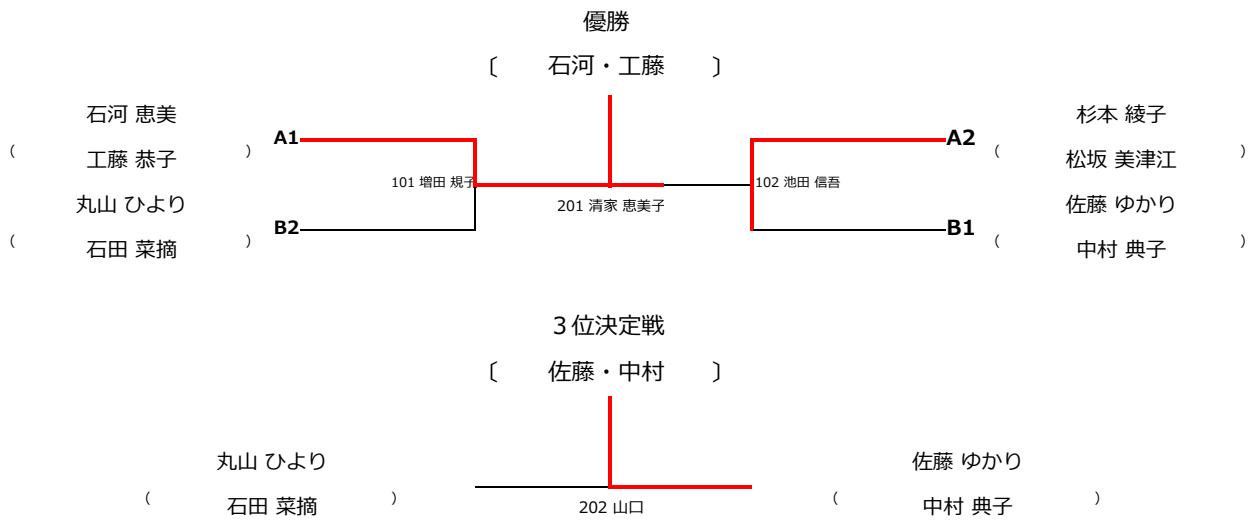 優勝
〔 石河・工藤 〕
石河 恵美
（ 工藤 恭子 ）
A1
丸山 ひより
（ 石田 菜摘 ）
B2
101 増田 規子
201 清家 恵美子
102 池田 信吾
杉本 綾子
A2
（ 松坂 美津江 ）
佐藤 ゆかり
B1
（ 中村 典子 ）
３位決定戦
〔 佐藤・中村 〕
丸山 ひより
（ 石田 菜摘 ）
202 山口
佐藤 ゆかり
（ 中村 典子 ）